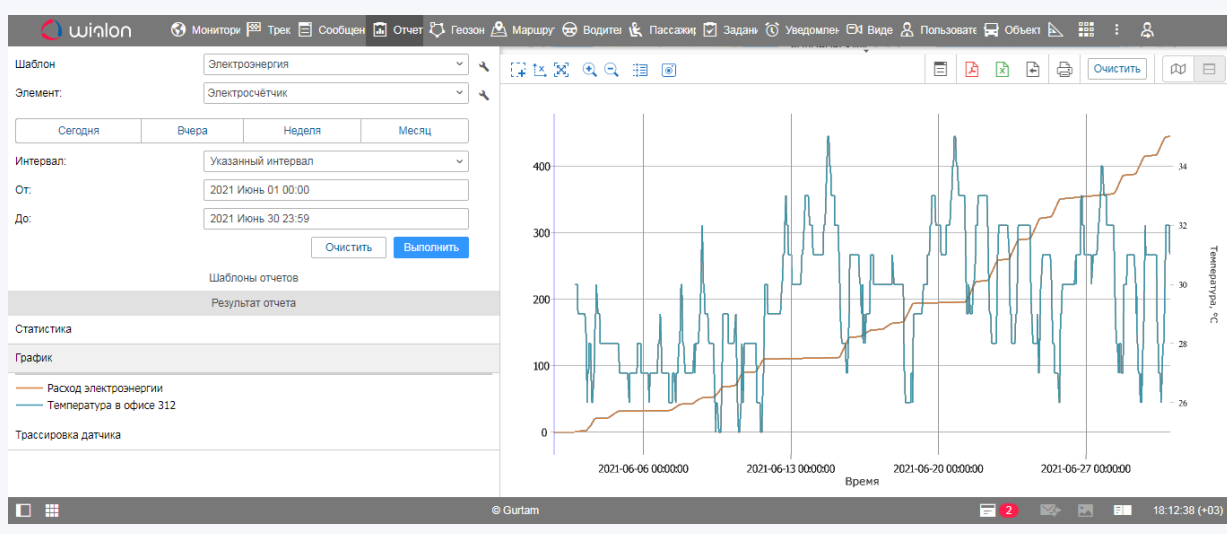 wialon Монитори Трек Сообщен Отчет Геозон Маршру Водител Пассажир Задани Уведомлен Виде Пользовате Объект
Шаблон Электроэнергия
Элемент: Электросчётчик
Очистить
Сегодня Вчера Неделя Месяц
Интервал: Указанный интервал
От: 2021 Июнь 01 00:00
До: 2021 Июнь 30 23:59
Очистить Выполнить
Шаблоны отчетов
Результат отчета
Статистика
График
Расход электроэнергии
Температура в офисе 312
Трассировка датчика
400
300
200
100
0
34
32
30
28
26
Температура, °C
2021-06-06 00:00:00 2021-06-13 00:00:00 2021-06-20 00:00:00 2021-06-27 00:00:00
Время
© Gurtam 2 18:12:38 (+03)